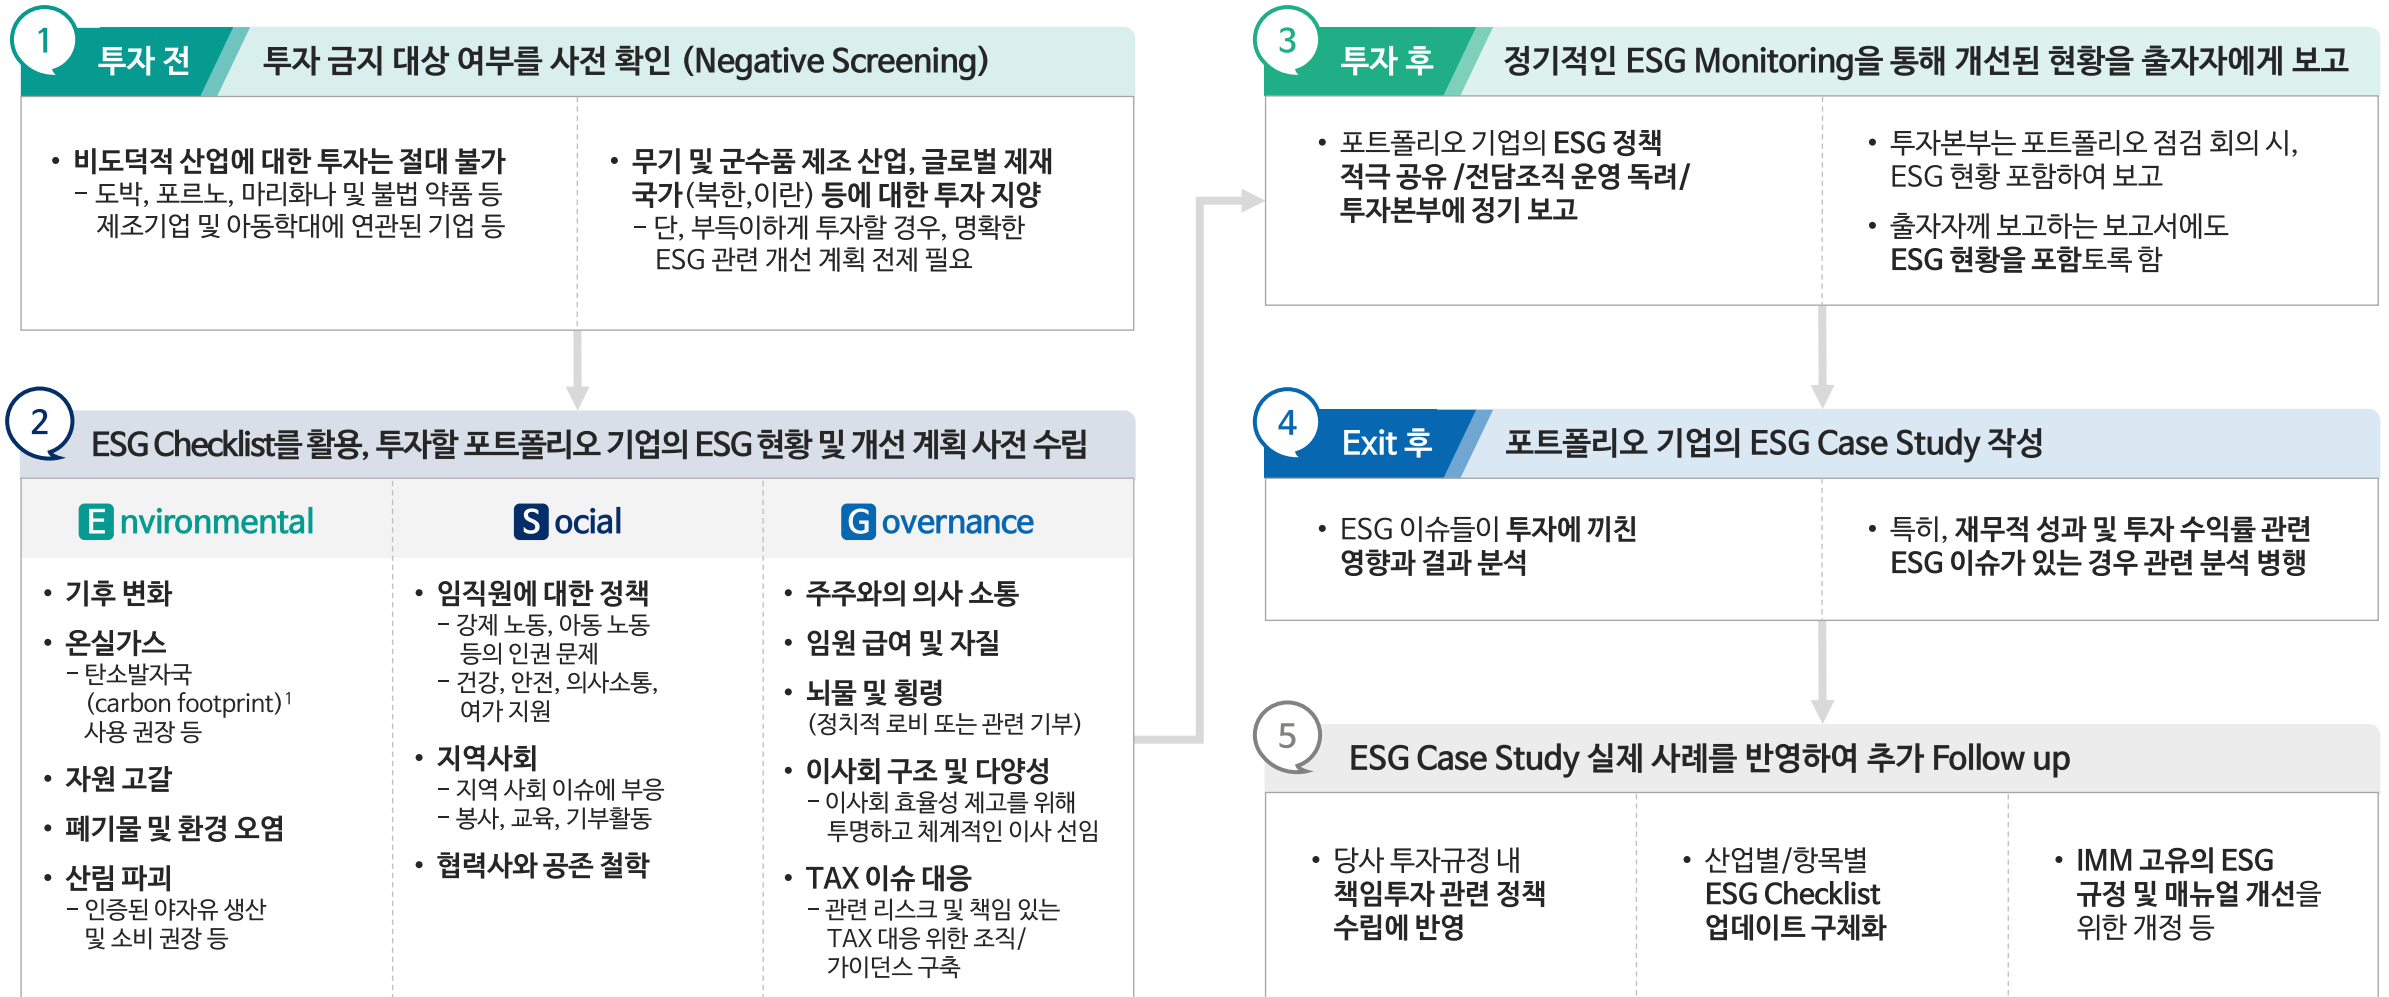 1
투자 전
투자 금지 대상 여부를 사전 확인 (Negative Screening)
• 비도덕적 산업에 대한 투자는 절대 불가
– 도박, 포르노, 마리화나 및 불법 약품 등
제조기업 및 아동학대에 연관된 기업 등
• 무기 및 군수품 제조 산업, 글로벌 제재
국가(북한,이란) 등에 대한 투자 지양
– 단, 부득이하게 투자할 경우, 명확한
ESG 관련 개선 계획 전제 필요
2
ESG Checklist를 활용, 투자할 포트폴리오 기업의 ESG 현황 및 개선 계획 사전 수립
Environmental
• 기후 변화
• 온실가스
– 탄소발자국
(carbon footprint)1
사용 권장 등
• 자원 고갈
• 폐기물 및 환경 오염
• 산림 파괴
– 인증된 야자유 생산
및 소비 권장 등
Social
• 임직원에 대한 정책
– 강제 노동, 아동 노동
등의 인권 문제
– 건강, 안전, 의사소통,
여가 지원
• 지역사회
– 지역 사회 이슈에 부응
– 봉사, 교육, 기부활동
• 협력사와 공존 철학
Governance
• 주주와의 의사 소통
• 임원 급여 및 자질
• 뇌물 및 횡령
(정치적 로비 또는 관련 기부)
• 이사회 구조 및 다양성
– 이사회 효율성 제고를 위해
투명하고 체계적인 이사 선임
• TAX 이슈 대응
– 관련 리스크 및 책임 있는
TAX 대응 위한 조직/
가이던스 구축
3
투자 후
정기적인 ESG Monitoring을 통해 개선된 현황을 출자자에게 보고
• 포트폴리오 기업의 ESG 정책
적극 공유 /전담조직 운영 독려/
투자본부에 정기 보고
• 투자본부는 포트폴리오 점검 회의 시,
ESG 현황 포함하여 보고
• 출자자께 보고하는 보고서에도
ESG 현황을 포함토록 함
4
Exit 후
포트폴리오 기업의 ESG Case Study 작성
• ESG 이슈들이 투자에 끼친
영향과 결과 분석
• 특히, 재무적 성과 및 투자 수익률 관련
ESG 이슈가 있는 경우 관련 분석 병행
5
ESG Case Study 실제 사례를 반영하여 추가 Follow up
• 당사 투자규정 내
책임투자 관련 정책
수립에 반영
• 산업별/항목별
ESG Checklist
업데이트 구체화
• IMM 고유의 ESG
규정 및 매뉴얼 개선을
위한 개정 등